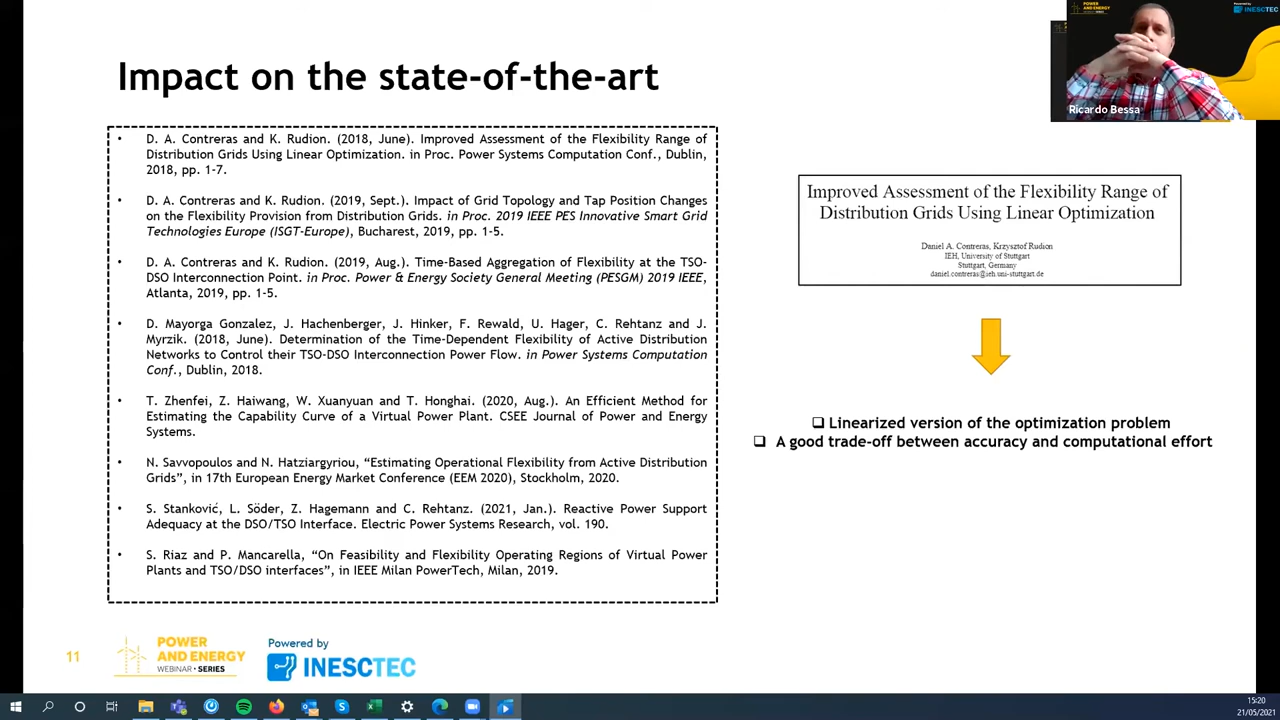 Impact on the state-of-the-art
• D. A. Contreras and K. Rudion. (2018, June). Improved Assessment of the Flexibility Range of
Distribution Grids Using Linear Optimization. in Proc. Power Systems Computation Conf., Dublin,
2018, pp. 1-7.
• D. A. Contreras and K. Rudion. (2019, Sept.). Impact of Grid Topology and Tap Position Changes
on the Flexibility Provision from Distribution Grids. in Proc. 2019 IEEE PES Innovative Smart Grid
Technologies Europe (ISGT-Europe), Bucharest, 2019, pp. 1-5.
• D. A. Contreras and K. Rudion. (2019, Aug.). Time-Based Aggregation of Flexibility at the TSO-
DSO Interconnection Point. in Proc. Power & Energy Society General Meeting (PESGM) 2019 IEEE,
Atlanta, 2019, pp. 1-5.
• D. Mayorga Gonzalez, J. Hachenberger, J. Hinker, F. Rewald, U. Hager, C. Rehtanz and J.
Myrzik. (2018, June). Determination of the Time-Dependent Flexibility of Active Distribution
Networks to Control their TSO-DSO Interconnection Power Flow. in Power Systems Computation
Conf., Dublin, 2018.
• T. Zhenfei, Z. Haiwang, W. Xuanyuan and T. Honghai. (2020, Aug.). An Efficient Method for
Estimating the Capability Curve of a Virtual Power Plant. CSEE Journal of Power and Energy
Systems.
• N. Savvopoulos and N. Hatziargyriou, “Estimating Operational Flexibility from Active Distribution
Grids”, in 17th European Energy Market Conference (EEM 2020), Stockholm, 2020.
• S. Stanković, L. Söder, Z. Hagemann and C. Rehtanz. (2021, Jan.). Reactive Power Support
Adequacy at the DSO/TSO Interface. Electric Power Systems Research, vol. 190.
• S. Riaz and P. Mancarella, “On Feasibility and Flexibility Operating Regions of Virtual Power
Plants and TSO/DSO interfaces”, in IEEE Milan PowerTech, Milan, 2019.
Improved Assessment of the Flexibility Range of
Distribution Grids Using Linear Optimization
Daniel A. Contreras, Krzysztof Rudion
IEH, University of Stuttgart
Stuttgart, Germany
daniel.contreras@ieh.uni-stuttgart.de
❑ Linearized version of the optimization problem
❑ A good trade-off between accuracy and computational effort
POWER
AND ENERGY
Powered by
INESCTEC
Ricardo Bessa
11
POWER
AND ENERGY
WEBINAR • SERIES
Powered by
INESCTEC
15:20
21/05/2021